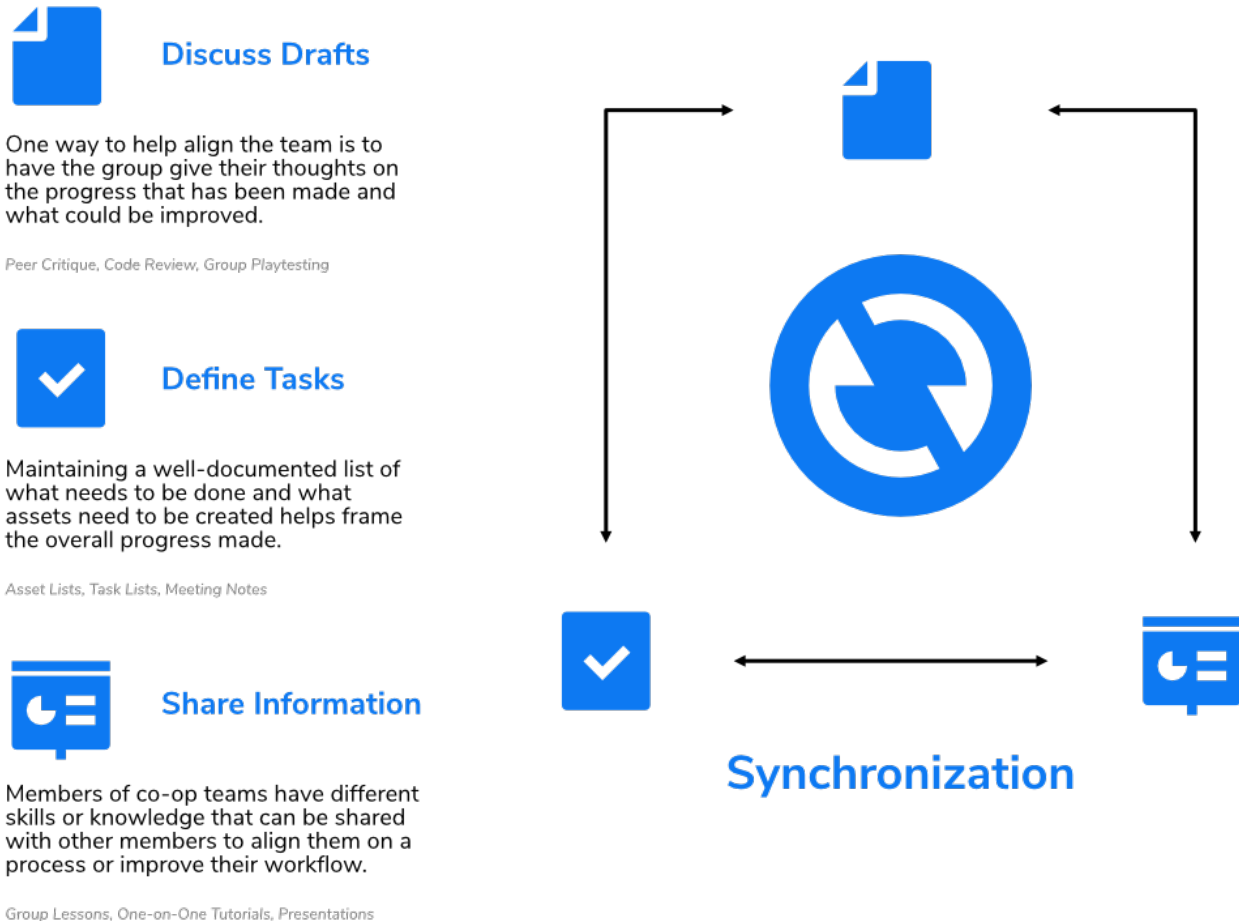 Discuss Drafts
One way to help align the team is to
have the group give their thoughts on
the progress that has been made and
what could be improved.
Peer Critique, Code Review, Group Playtesting
Define Tasks
Maintaining a well-documented list of
what needs to be done and what
assets need to be created helps frame
the overall progress made.
Asset Lists, Task Lists, Meeting Notes
Share Information
Members of co-op teams have different
skills or knowledge that can be shared
with other members to align them on a
process or improve their workflow.
Group Lessons, One-on-One Tutorials, Presentations
Synchronization